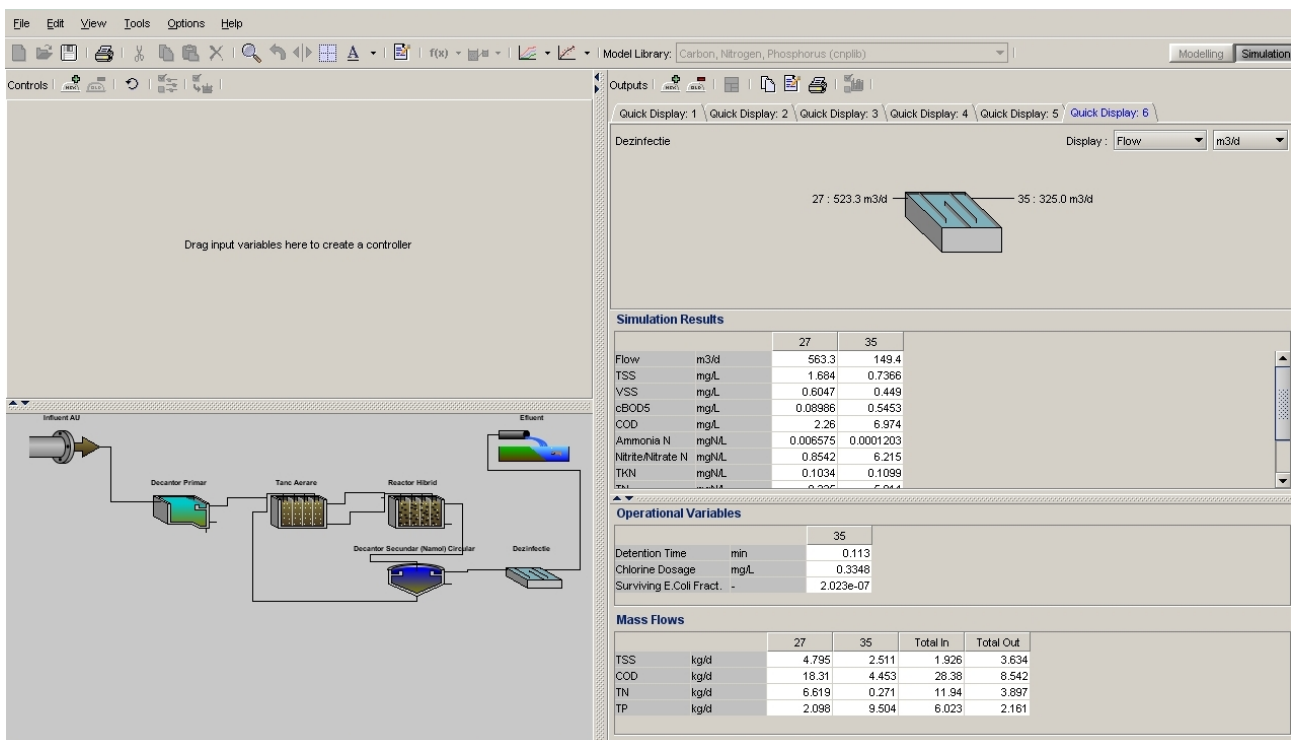 File Edit View Tools Options Help
f(x) Model Library: Carbon, Nitrogen, Phosphorus (cnplib) Modelling Simulation
Controls
Outputs
Quick Display: 1 Quick Display: 2 Quick Display: 3 Quick Display: 4 Quick Display: 5 Quick Display: 6
Dezinfectie Display : Flow m3/d
27 : 523.3 m3/d 35 : 325.0 m3/d
Drag input variables here to create a controller
Simulation Results
27 35
Flow m3/d 563.3 149.4
TSS mg/L 1.684 0.7366
VSS mg/L 0.6047 0.449
cBOD5 mg/L 0.08986 0.5453
COD mg/L 2.26 6.974
Ammonia N mgN/L 0.006575 0.0001203
Nitrite/Nitrate N mgN/L 0.8542 6.215
TKN mgN/L 0.1034 0.1099
Operational Variables
35
Detention Time min 0.113
Chlorine Dosage mg/L 0.3348
Surviving E.Coli Fract. - 2.023e-07
Mass Flows
27 35 Total In Total Out
TSS kg/d 4.795 2.511 1.926 3.634
COD kg/d 18.31 4.453 28.38 8.542
TN kg/d 6.619 0.271 11.94 3.897
TP kg/d 2.098 9.504 6.023 2.161
Influent AU
Efluent
Decantor Primar
Tanc Aerare
Reactor Hibrid
Decantor Secundar (Namol) Circular
Dezinfectie